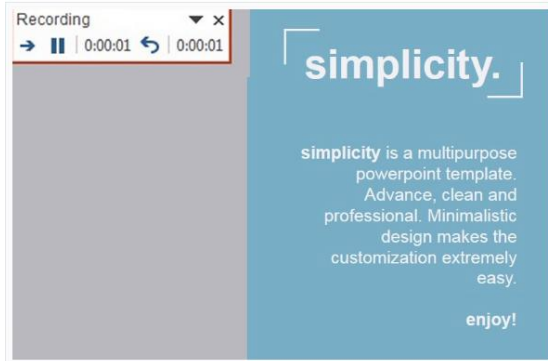 Recording
0:00:01 0:00:01
simplicity.
simplicity is a multipurpose
powerpoint template.
Advance, clean and
professional. Minimalistic
design makes the
customization extremely
easy.
enjoy!